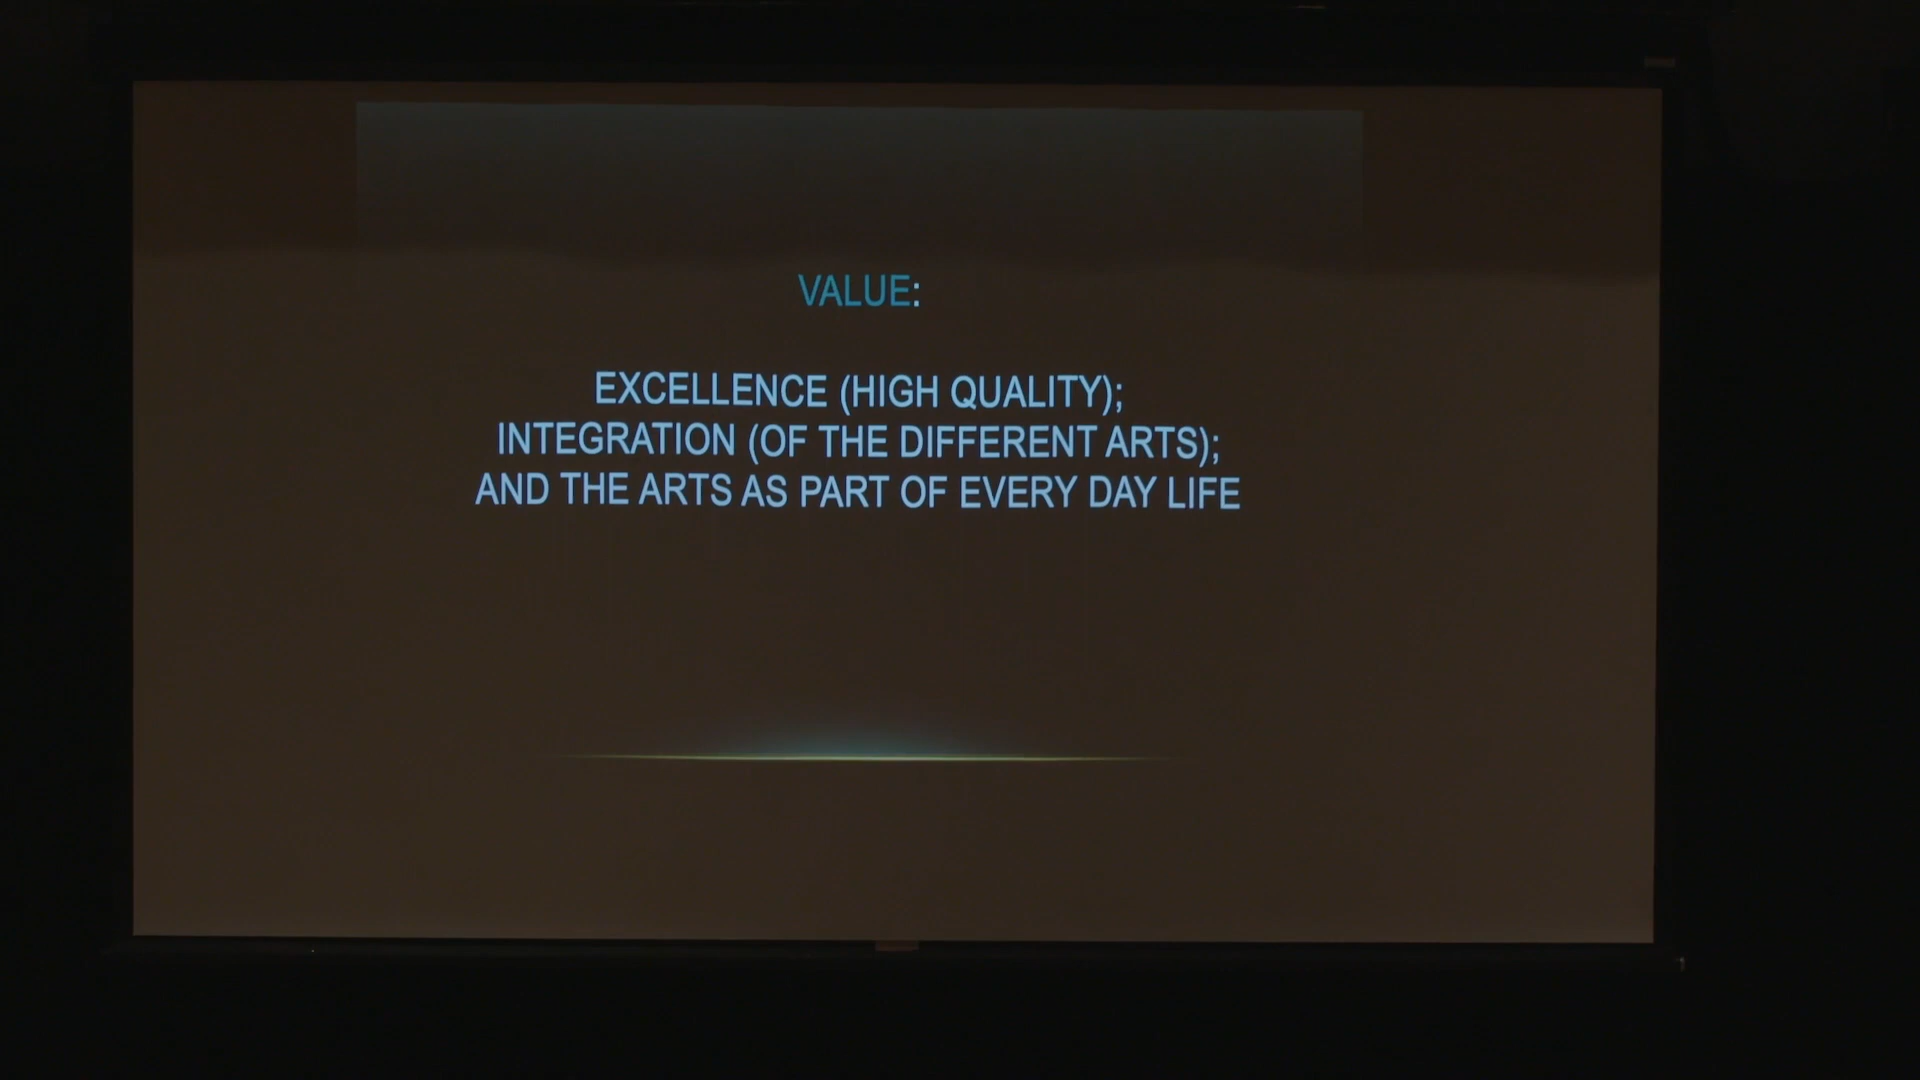 VALUE:
EXCELLENCE (HIGH QUALITY);
INTEGRATION (OF THE DIFFERENT ARTS);
AND THE ARTS AS PART OF EVERY DAY LIFE